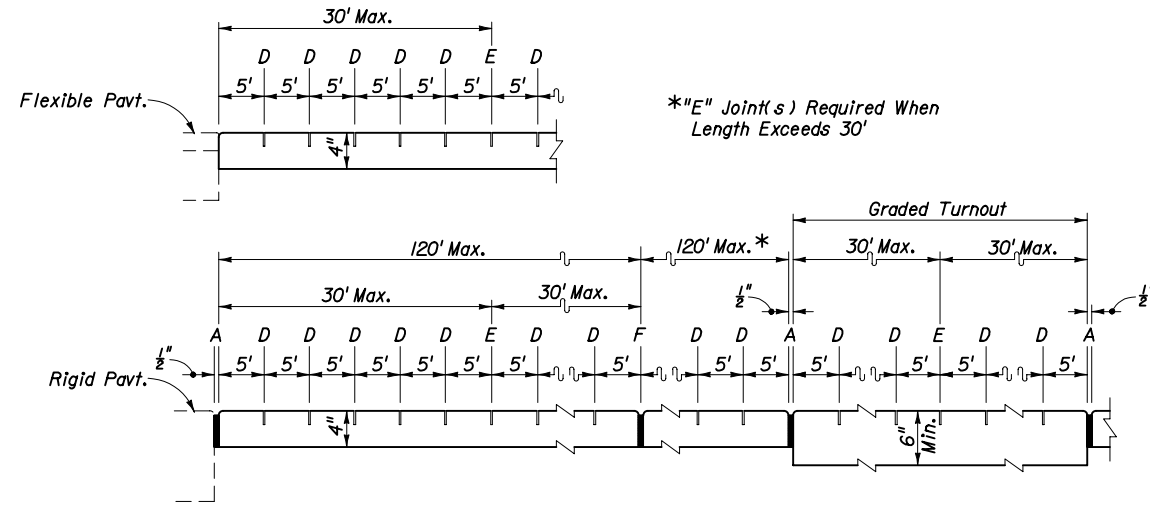 30' Max.
D D D D D E D
5' 5' 5' 5' 5' 5' 5'
Flexible Pavt.
4"
*"E" Joint(s) Required When
Length Exceeds 30'
Graded Turnout
120' Max. 120' Max.* 30' Max. 30' Max.
30' Max. 30' Max. 1/2" 1/2
A D D D D D E D D F D D A D D E D D A
1/2" 5' 5' 5' 5' 5' 5' 5' 5' 5' 5' 5' 5' 5' 5' 5' 5'
Rigid Pavt.
4" 6" Min.